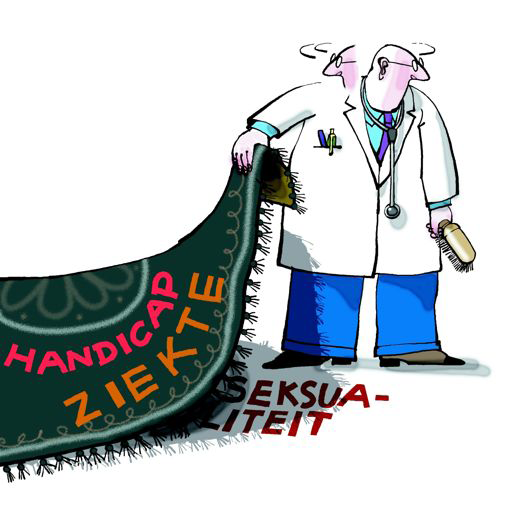 HANDICAP
ZIEKTE
SEKSUA-
LITEIT